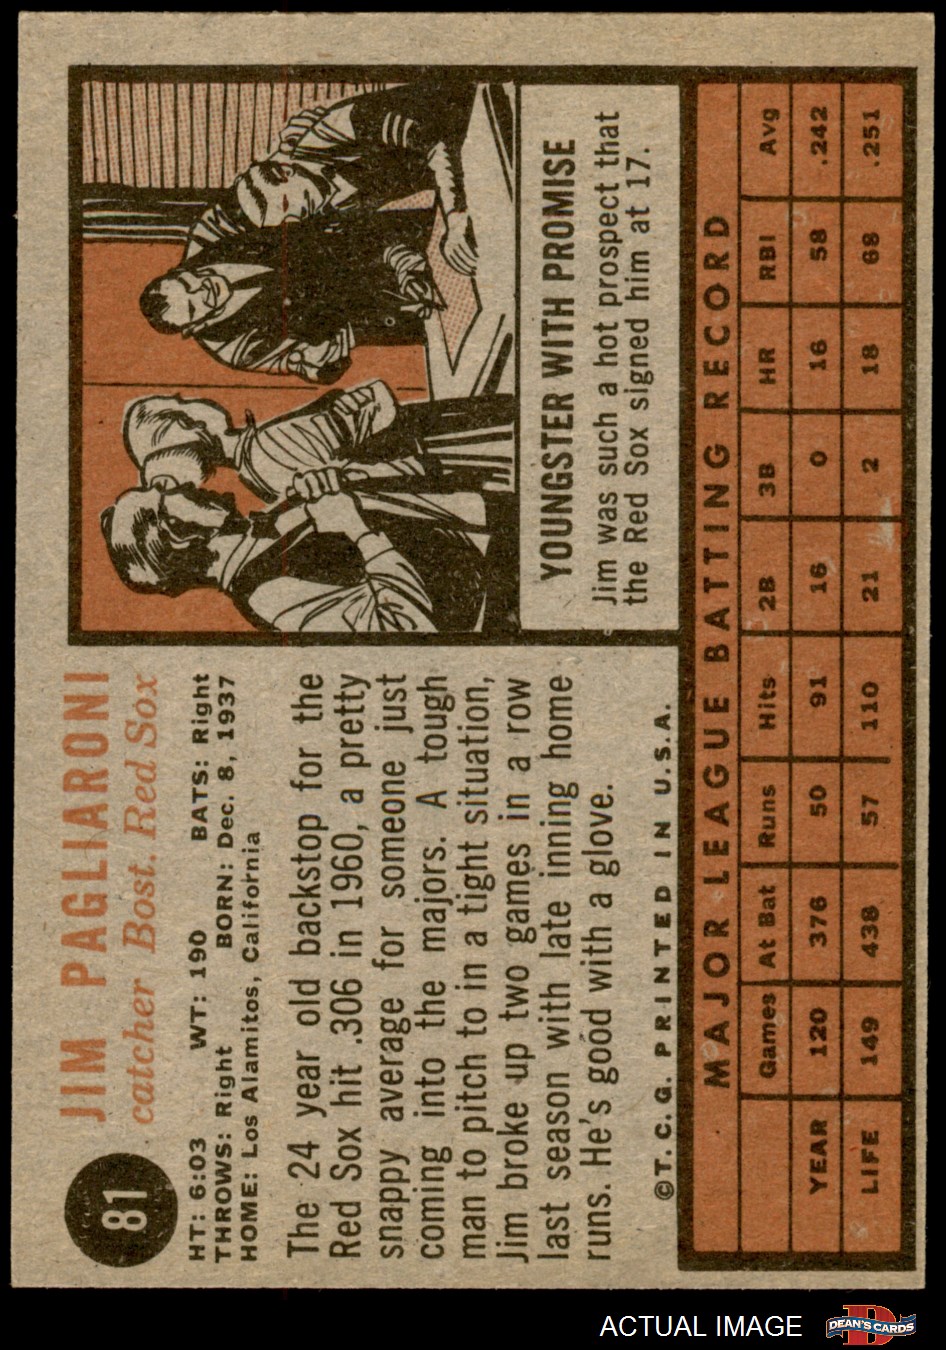 81
JIM PAGLIARONI
catcher Bost. Red Sox
HT: 6:03 WT: 190 BATS: Right
THROWS: Right BORN: Dec. 8, 1937
HOME: Los Alamitos, California
The 24 year old backstop for the
Red Sox hit .306 in 1960, a pretty
snappy average for someone just
coming into the majors. A tough
man to pitch to in a tight situation,
Jim broke up two games in a row
last season with late inning home
runs. He's good with a glove.
©T. C. G. PRINTED IN U.S.A.
YOUNGSTER WITH PROMISE
Jim was such a hot prospect that
the Red Sox signed him at 17.
MAJOR LEAGUE BATTING RECORD
Games At Bat Runs Hits 2B 3B HR RBI Avg
YEAR 120 376 50 91 16 0 16 58 .242
LIFE 149 438 57 110 21 2 18 68 .251
ACTUAL IMAGE
D
DEAN'S CARDS